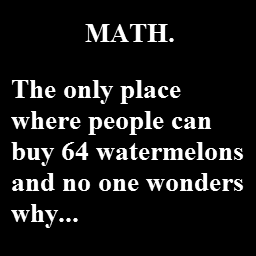 MATH.
The only place
where people can
buy 64 watermelons
and no one wonders
why...